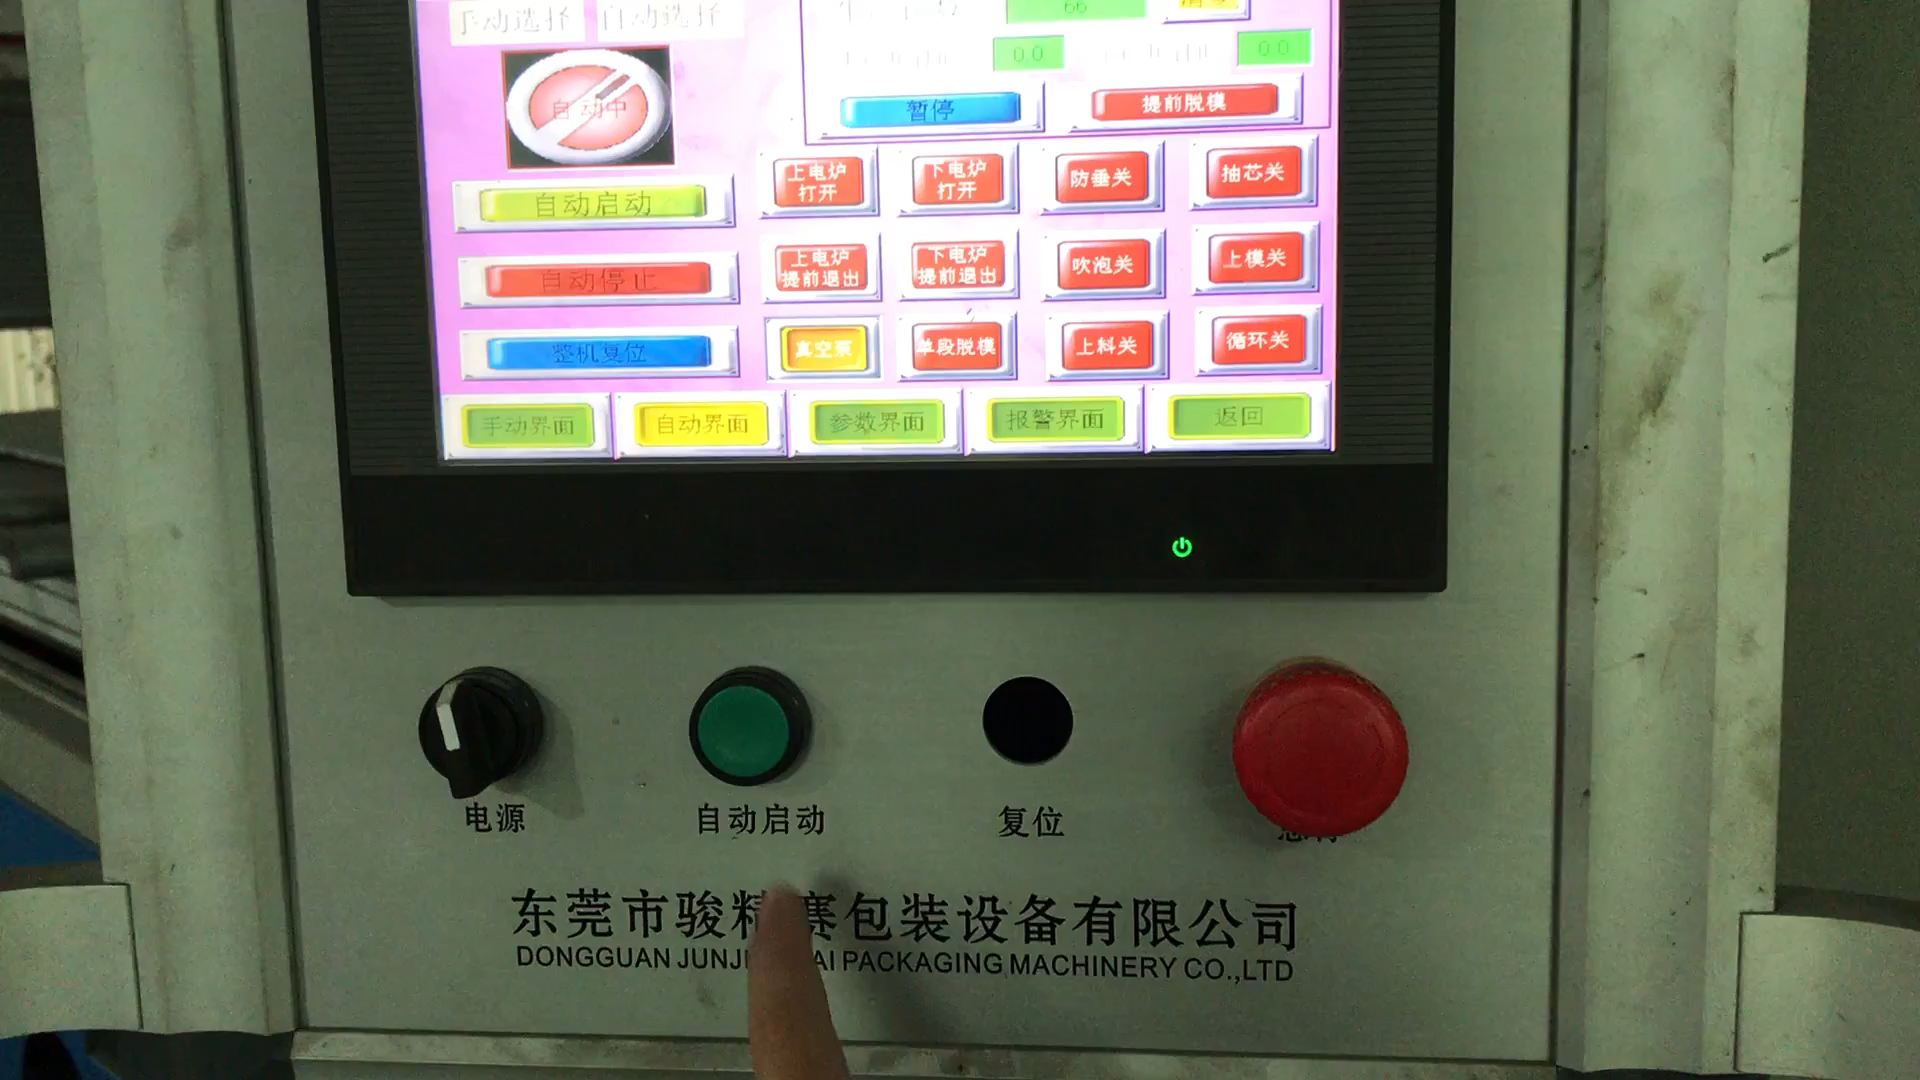 手动选择 自动选择
66
0.0 0.0
自动中
暂停 提前脱模
上电炉打开 下电炉打开 防垂关 抽芯关
自动启动
上电炉提前退出 下电炉提前退出 吹泡关 上模关
自动停止
真空泵 单段脱模 上料关 循环关
整机复位
手动界面 自动界面 参数界面 报警界面 返回
电源 自动启动 复位
东莞市骏精赛包装设备有限公司
DONGGUAN PACKAGING MACHINERY CO.,LTD